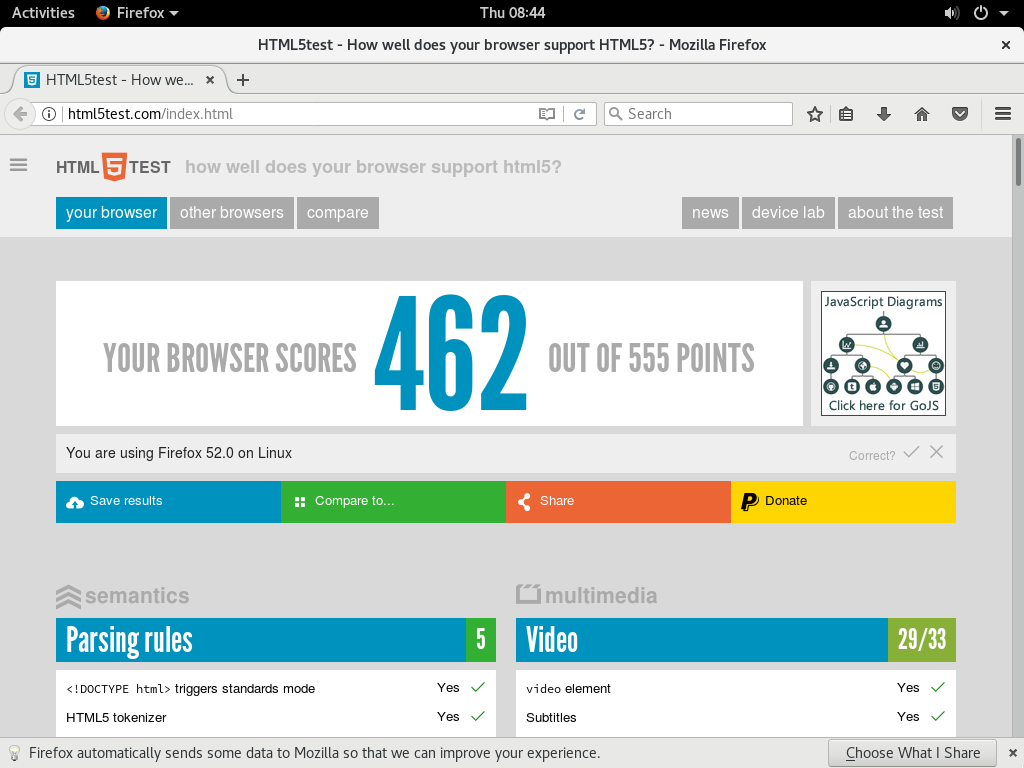 Activities Firefox Thu 08:44
HTML5test - How well does your browser support HTML5? - Mozilla Firefox
HTML5test - How we...
html5test.com/index.html Search
HTML 5 TEST how well does your browser support html5?
your browser other browsers compare news device lab about the test
YOUR BROWSER SCORES 462 OUT OF 555 POINTS
JavaScript Diagrams
Click here for GoJS
You are using Firefox 52.0 on Linux Correct?
Save results Compare to... Share Donate
semantics multimedia
Parsing rules 5 Video 29/33
<!DOCTYPE html> triggers standards mode Yes video element Yes
HTML5 tokenizer Yes Subtitles Yes
Firefox automatically sends some data to Mozilla so that we can improve your experience. Choose What I Share